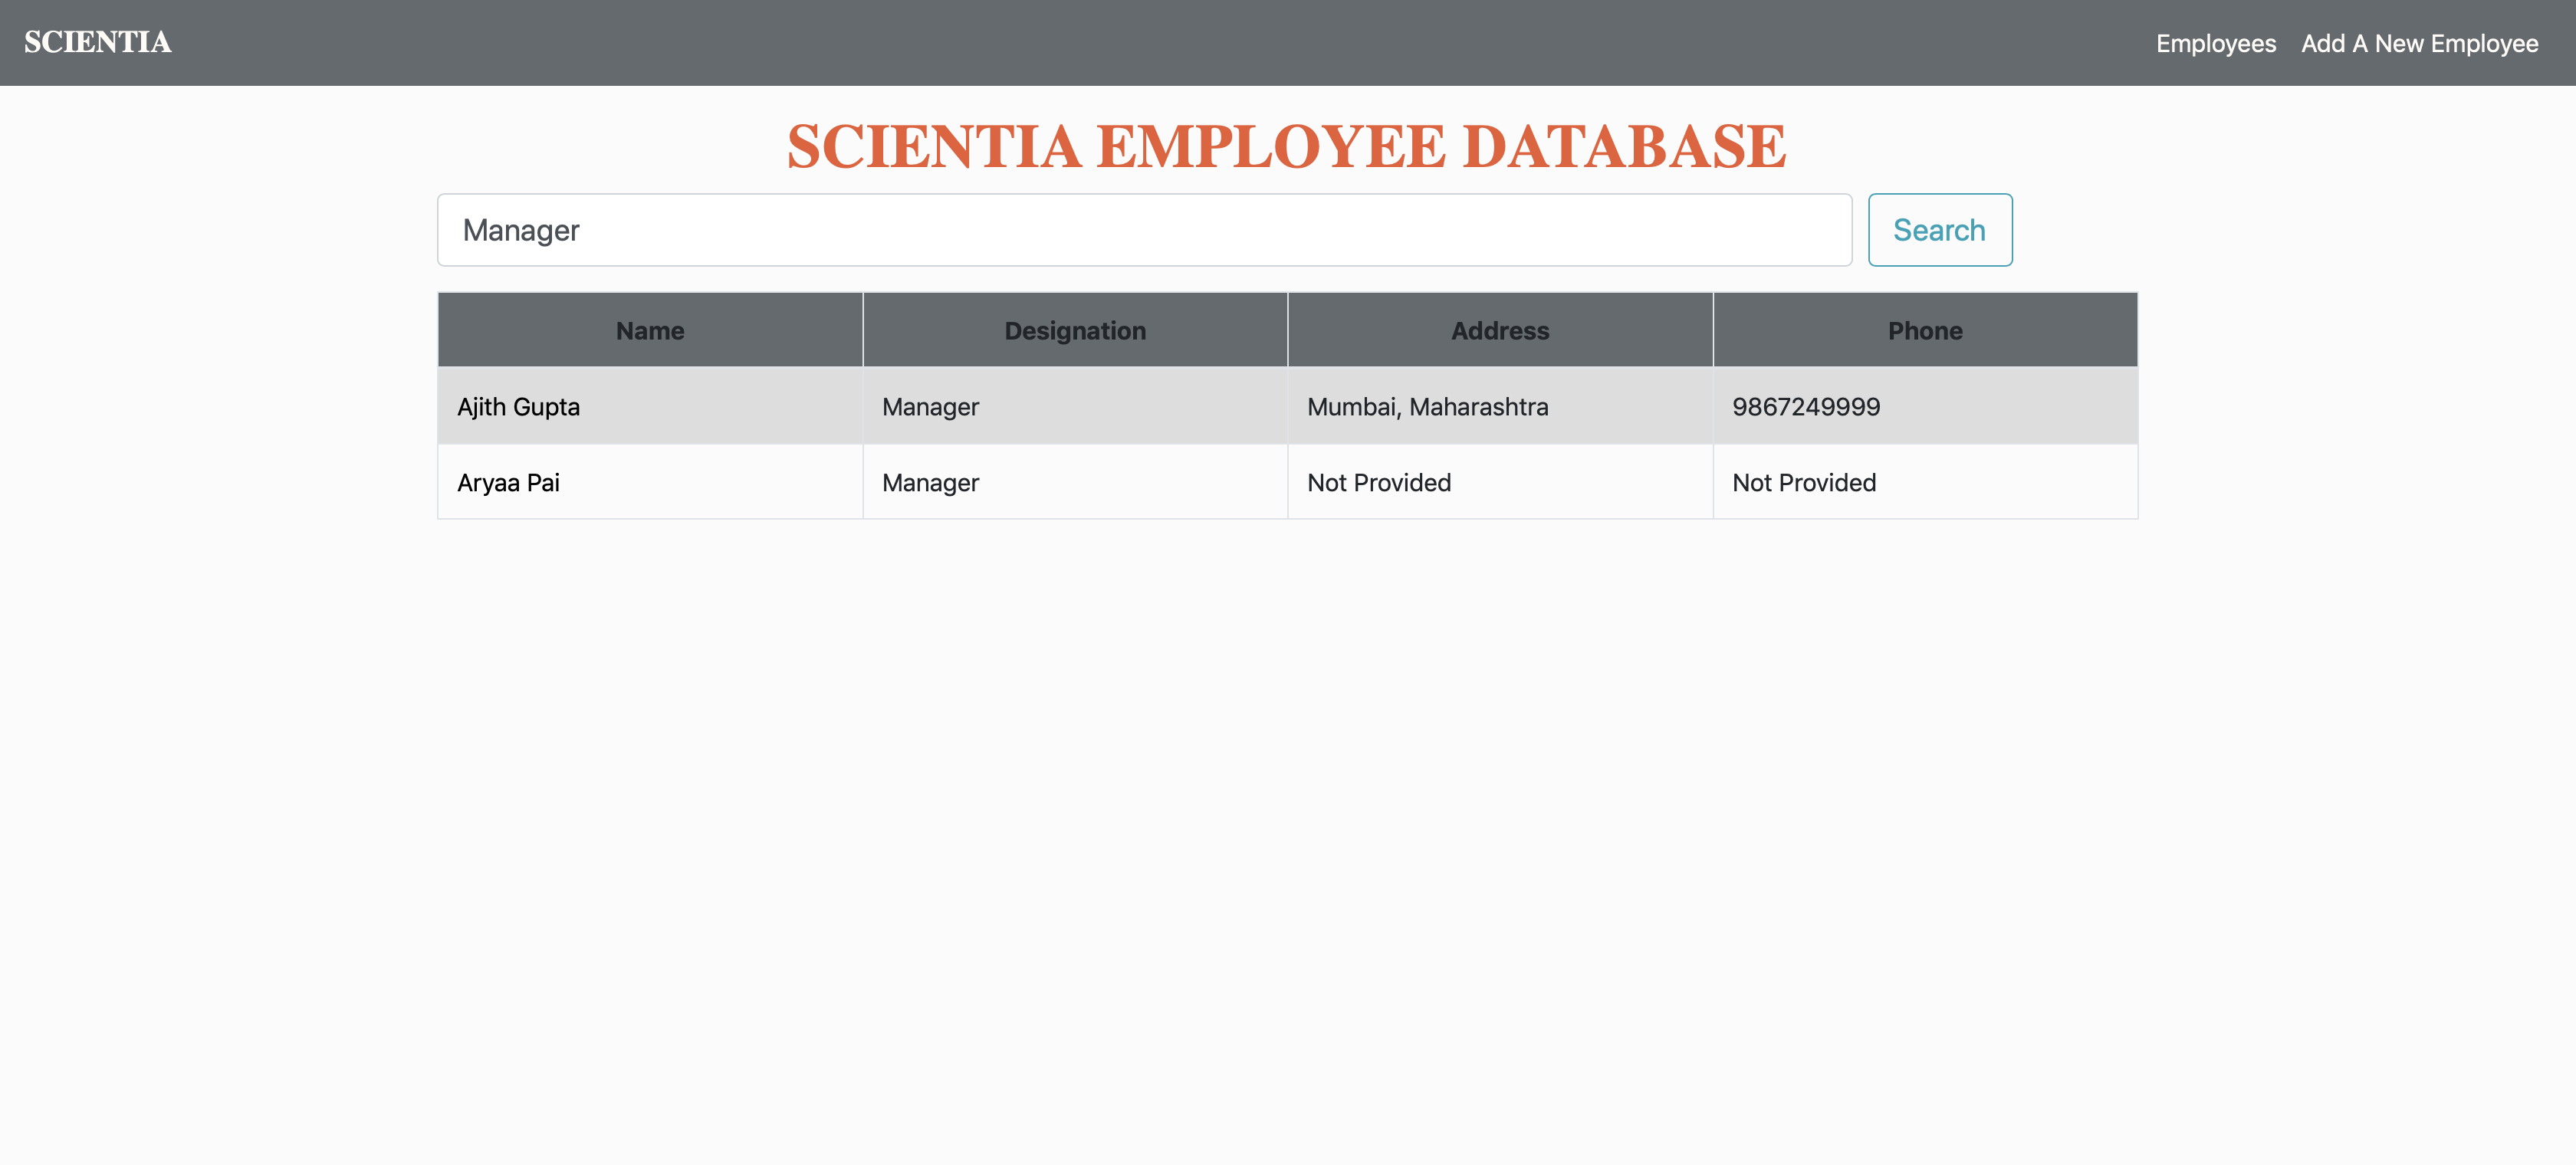 SCIENTIA
Employees Add A New Employee
SCIENTIA EMPLOYEE DATABASE
Manager Search
Name Designation Address Phone
Ajith Gupta Manager Mumbai, Maharashtra 9867249999
Aryaa Pai Manager Not Provided Not Provided